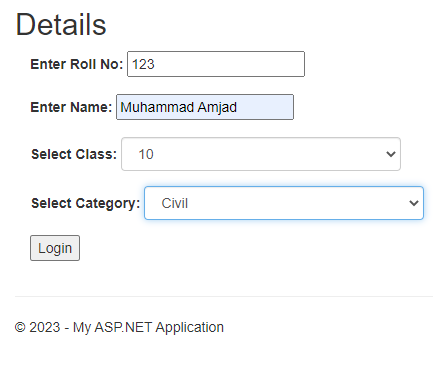 Details
Enter Roll No: 123
Enter Name: Muhammad Amjad
Select Class: 10
Select Category: Civil
Login
© 2023 - My ASP.NET Application